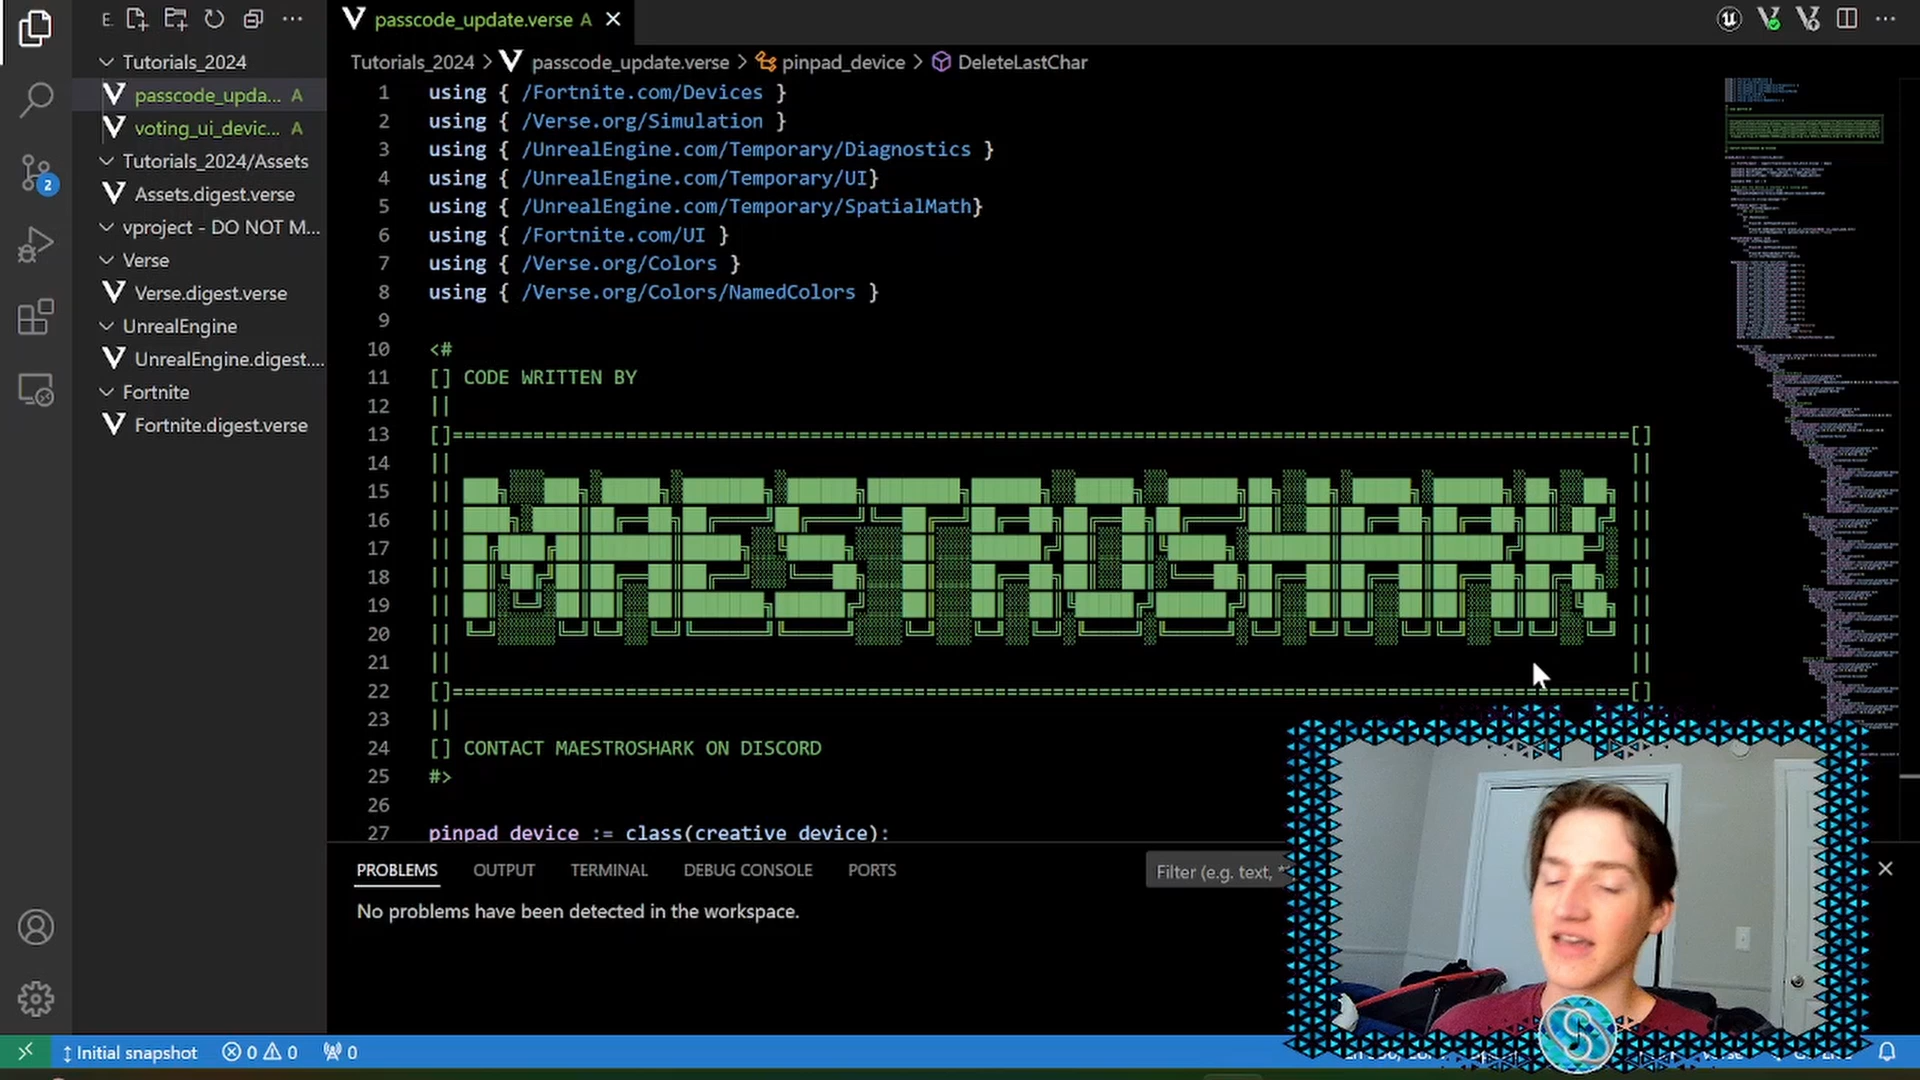 E.
passcode_update.verse A
Tutorials_2024
passcode_upda... A
voting_ui_devic... A
Tutorials_2024/Assets
Assets.digest.verse
vproject - DO NOT M...
Verse
Verse.digest.verse
UnrealEngine
UnrealEngine.digest....
Fortnite
Fortnite.digest.verse
2
Tutorials_2024 > passcode_update.verse > pinpad_device > DeleteLastChar
1 using { /Fortnite.com/Devices }
2 using { /Verse.org/Simulation }
3 using { /UnrealEngine.com/Temporary/Diagnostics }
4 using { /UnrealEngine.com/Temporary/UI}
5 using { /UnrealEngine.com/Temporary/SpatialMath}
6 using { /Fortnite.com/UI }
7 using { /Verse.org/Colors }
8 using { /Verse.org/Colors/NamedColors }
9
10 <#
11 [] CODE WRITTEN BY
12 ||
13
14
15
16
17
18
19
20
21
22
MAESTROSHARK
23 ||
24 [] CONTACT MAESTROSHARK ON DISCORD
25 #>
26
27 pinpad_device := class(creative_device):
PROBLEMS OUTPUT TERMINAL DEBUG CONSOLE PORTS
Filter (e.g. text,
No problems have been detected in the workspace.
Initial snapshot 0 0 0